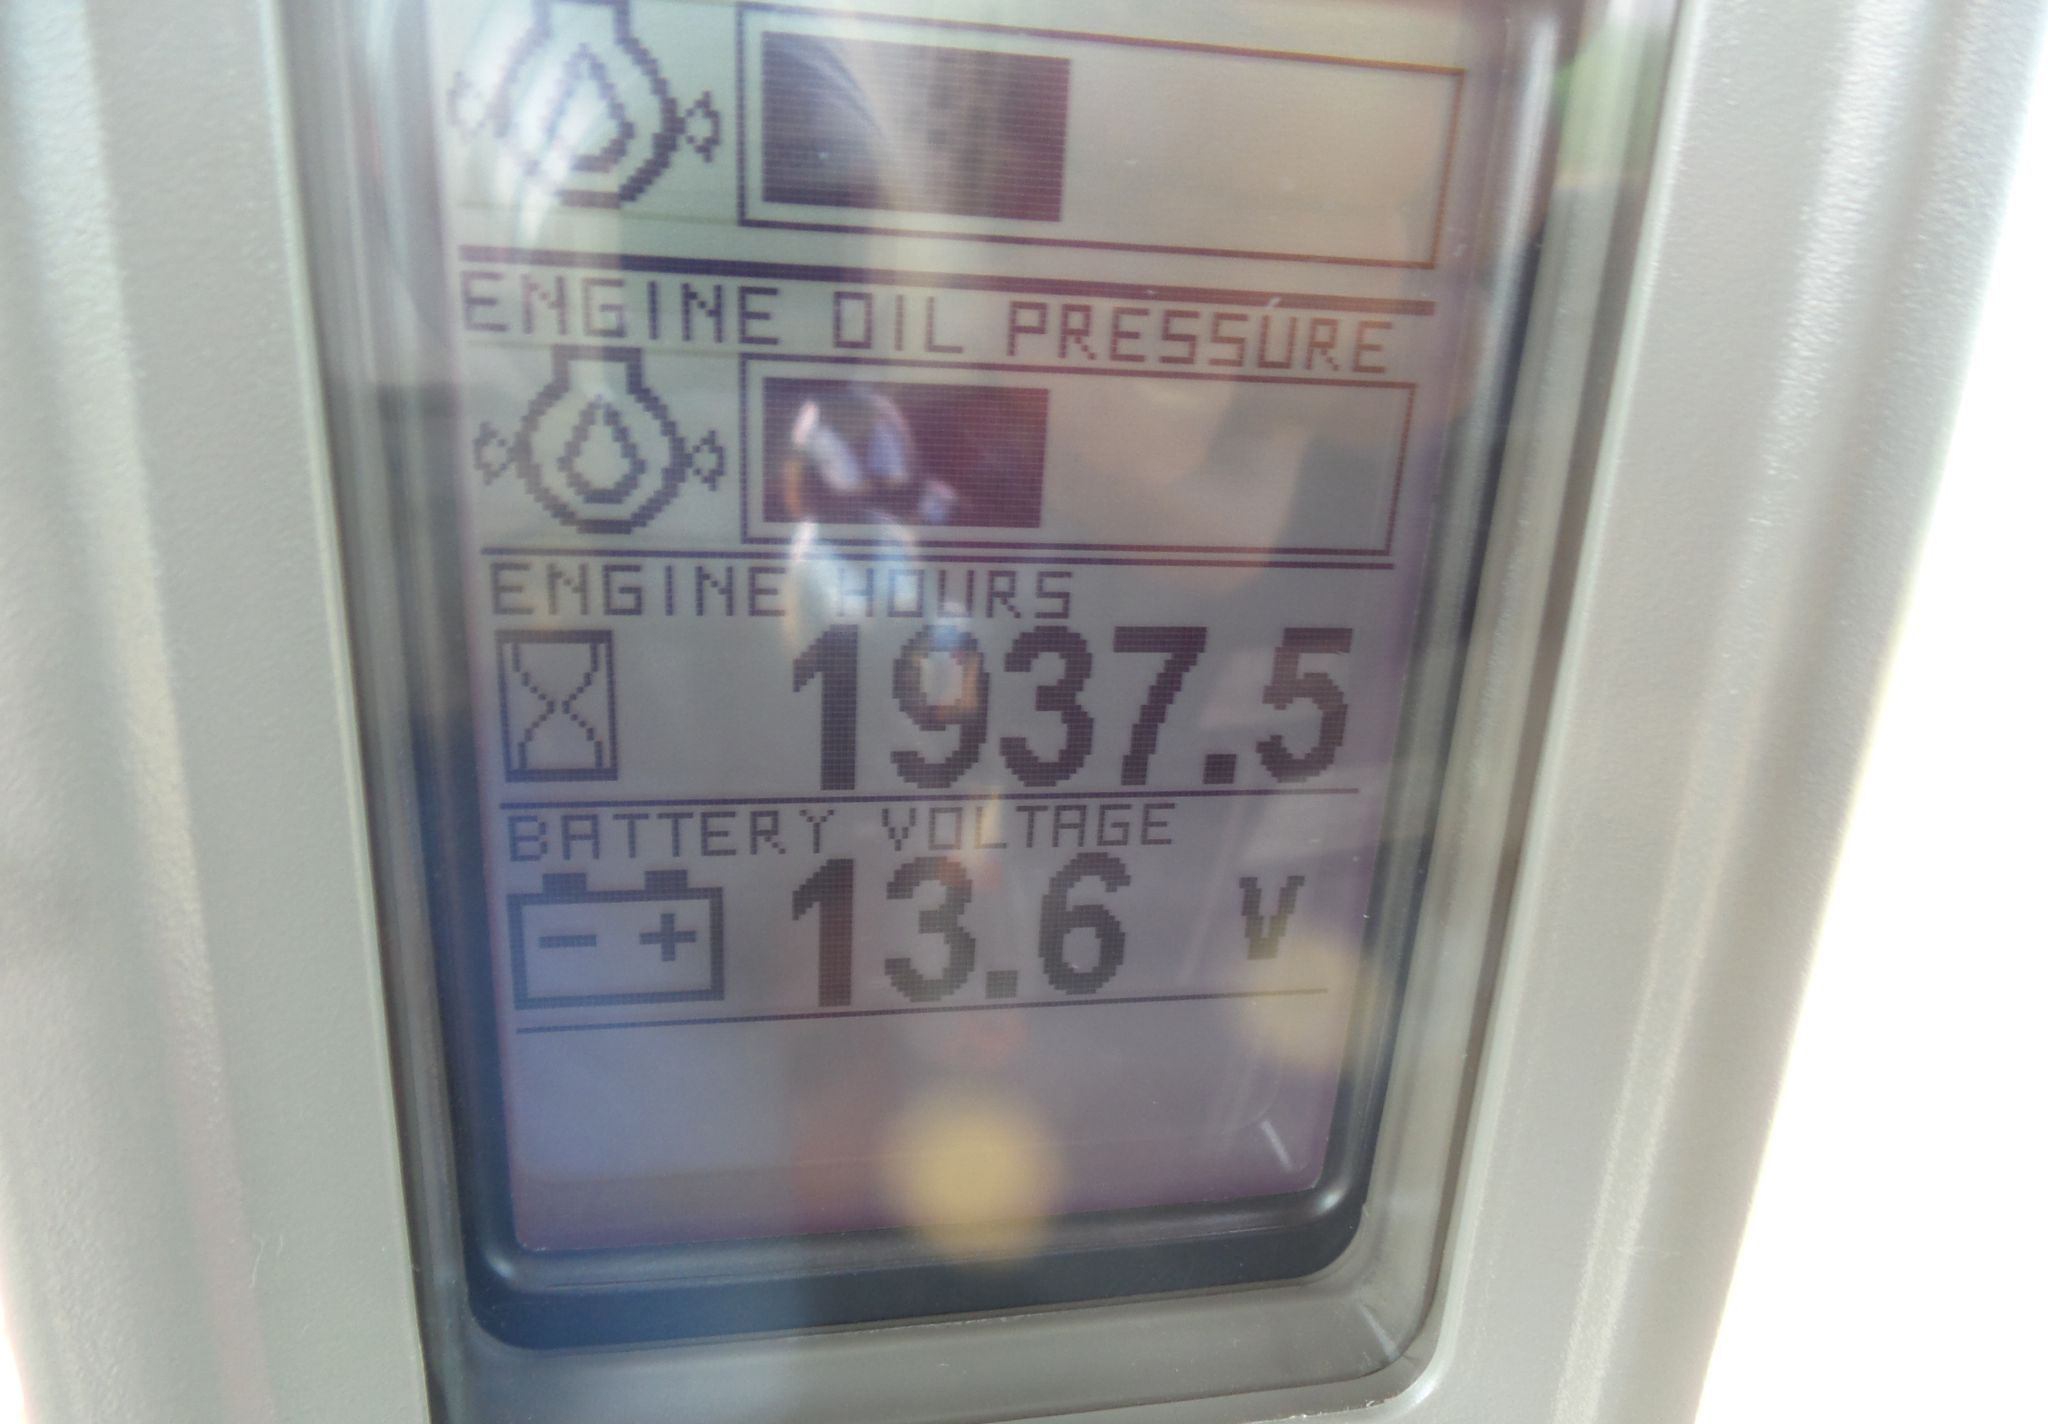 ENGINE OIL PRESSURE
ENGINE HOURS
1937.5
BATTERY VOLTAGE
- +
13.6 V